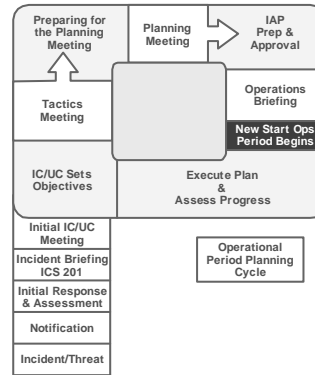 Preparing for
the Planning
Meeting
Planning
Meeting
IAP
Prep &
Approval
Tactics
Meeting
Operations
Briefing
New Start Ops
Period Begins
IC/UC Sets
Objectives
Execute Plan
&
Assess Progress
Initial IC/UC
Meeting
Incident Briefing
ICS 201
Initial Response
& Assessment
Notification
Incident/Threat
Operational
Period Planning
Cycle